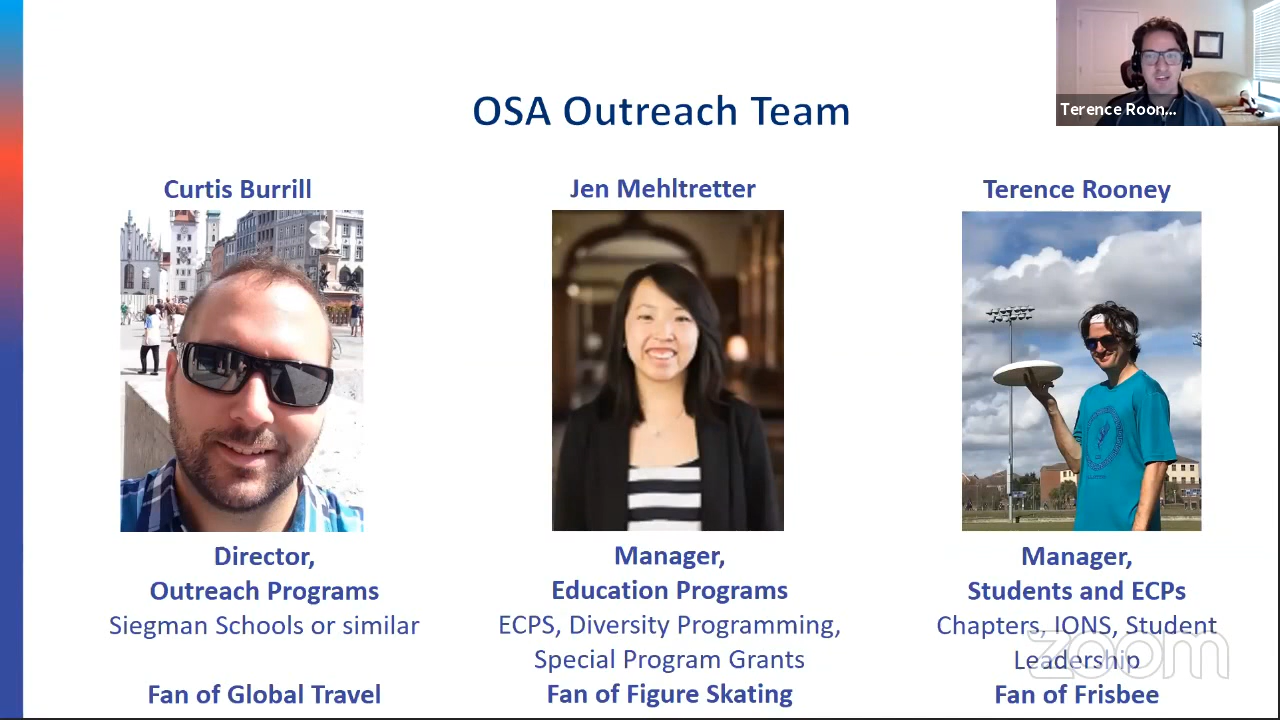 OSA Outreach Team
Terence Roon...
Curtis Burrill
Jen Mehltretter
Terence Rooney
Director,
Outreach Programs
Siegman Schools or similar
Fan of Global Travel
Manager,
Education Programs
ECPS, Diversity Programming,
Special Program Grants
Fan of Figure Skating
Manager,
Students and ECPs
Chapters, IONS, Student
Leadership
Fan of Frisbee
zoom